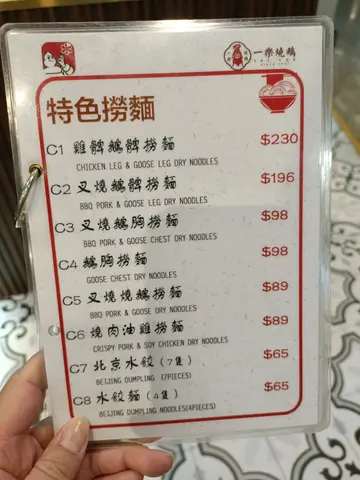 一樂燒鵝
特色撈麵
C1 雞髀鵝髀撈麵 $230
CHICKEN LEG & GOOSE LEG DRY NOODLES
C2 叉燒鵝髀撈麵 $196
BBQ PORK & GOOSE LEG DRY NOODLES
C3 叉燒鵝胸撈麵 $98
BBQ PORK & GOOSE CHEST DRY NOODLES
C4 鵝胸撈麵 $98
GOOSE CHEST DRY NOODLES
C5 叉燒燒鵝撈麵 $89
BBQ PORK & GOOSE DRY NOODLES
C6 燒肉油雞撈麵 $89
CRISPY PORK & SOY CHICKEN DRY NOODLES
C7 北京水餃（7隻） $65
BEIJING DUMPLING (7PIECES)
C8 水餃麵（4隻） $65
BEIJING DUMPLING NOODLES(4PIECES)